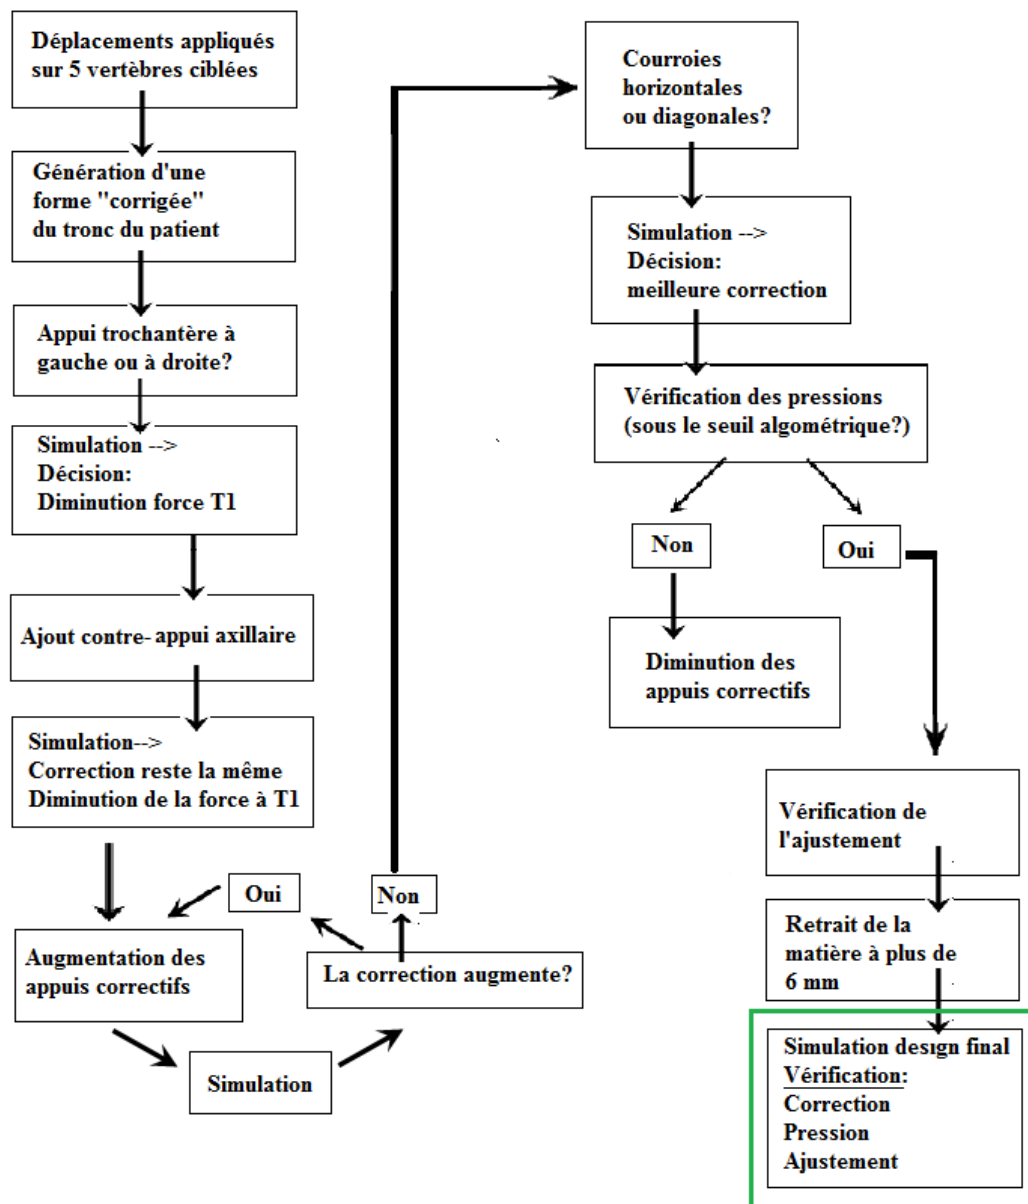 Déplacements appliqués
sur 5 vertèbres ciblées
Génération d'une
forme "corrigée"
du tronc du patient
Appui trochantère à
gauche ou à droite?
Simulation -->
Décision:
Diminution force T1
Ajout contre-appui axillaire
Simulation-->
Correction reste la même
Diminution de la force à T1
Augmentation des
appuis correctifs
Simulation
La correction augmente?
Oui
Non
Courroies
horizontales
ou diagonales?
Simulation -->
Décision:
meilleure correction
Vérification des pressions
(sous le seuil algométrique?)
Non
Oui
Diminution des
appuis correctifs
Vérification de
l'ajustement
Retrait de la
matière à plus de
6 mm
Simulation design final
Vérification:
Correction
Pression
Ajustement